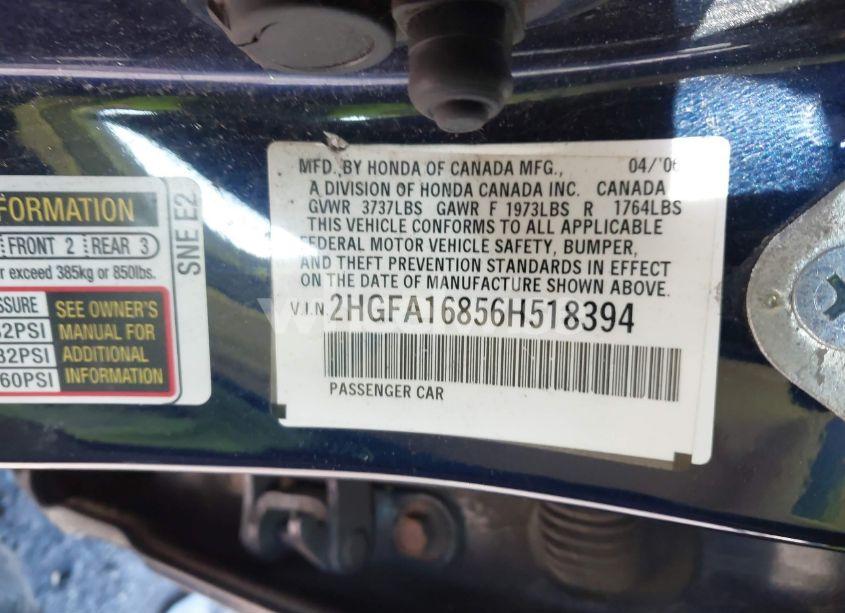 MFD. BY HONDA OF CANADA MFG., 04/'06
A DIVISION OF HONDA CANADA INC. CANADA
GVWR 3737LBS GAWR F 1973LBS R 1764LBS
THIS VEHICLE CONFORMS TO ALL APPLICABLE
FEDERAL MOTOR VEHICLE SAFETY, BUMPER,
AND THEFT PREVENTION STANDARDS IN EFFECT
ON THE DATE OF MANUFACTURE SHOWN ABOVE.
V.I.N. 2HGFA16856H518394
PASSENGER CAR
FORMATION
FRONT 2 REAR 3
r exceed 385kg or 850lbs.
SSURE SEE OWNER'S
32PSI MANUAL FOR
32PSI ADDITIONAL
60PSI INFORMATION
SNE E2